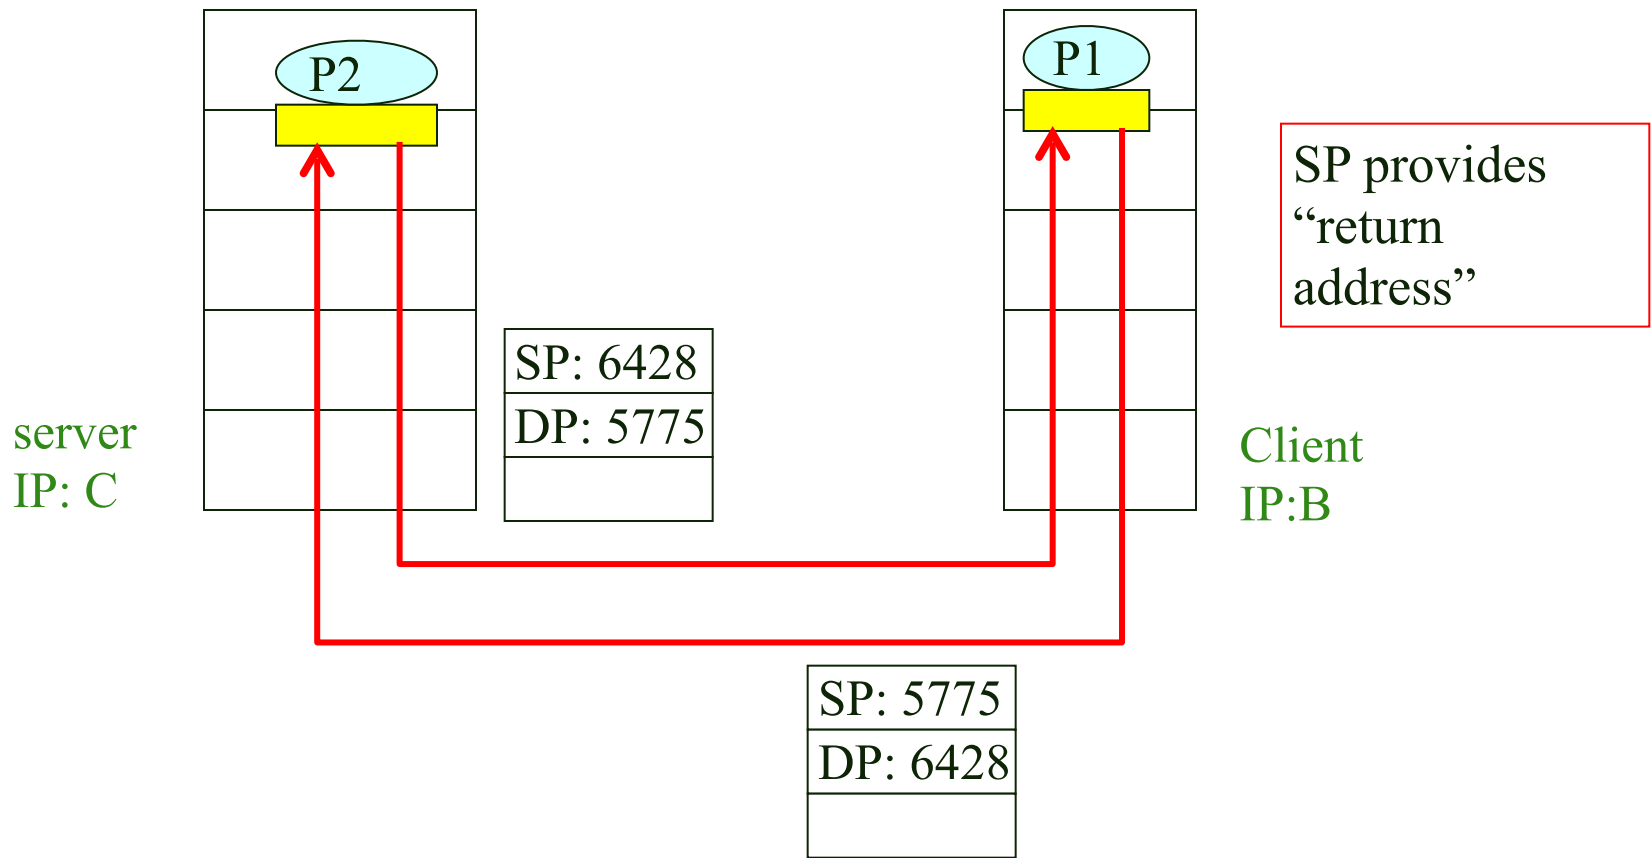 P2
P1
SP provides
“return
address”
SP: 6428
DP: 5775
server
IP: C
Client
IP:B
SP: 5775
DP: 6428